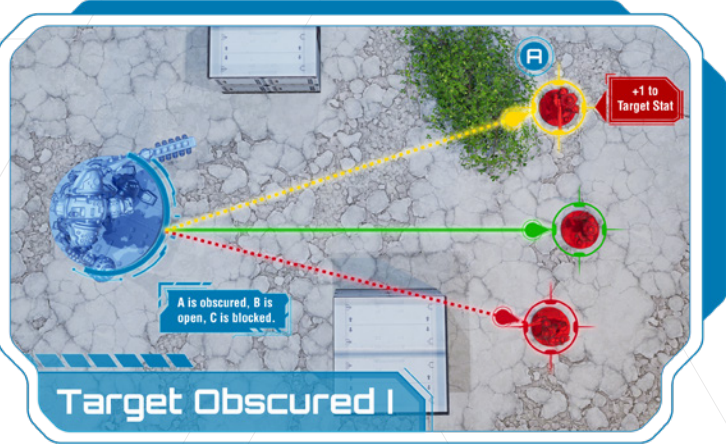 A
+1 to
Target Stat
A is obscured, B is
open, C is blocked.
Target Obscured I